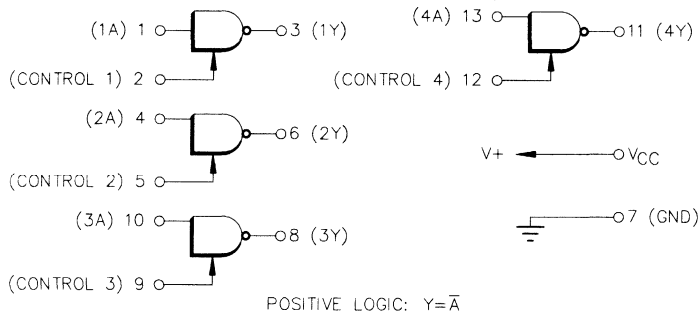 (1A) 1 3 (1Y)
(CONTROL 1) 2
(2A) 4 6 (2Y)
(CONTROL 2) 5
(3A) 10 8 (3Y)
(CONTROL 3) 9
(4A) 13 11 (4Y)
(CONTROL 4) 12
V+ VCC
7 (GND)
POSITIVE LOGIC: Y=A̅